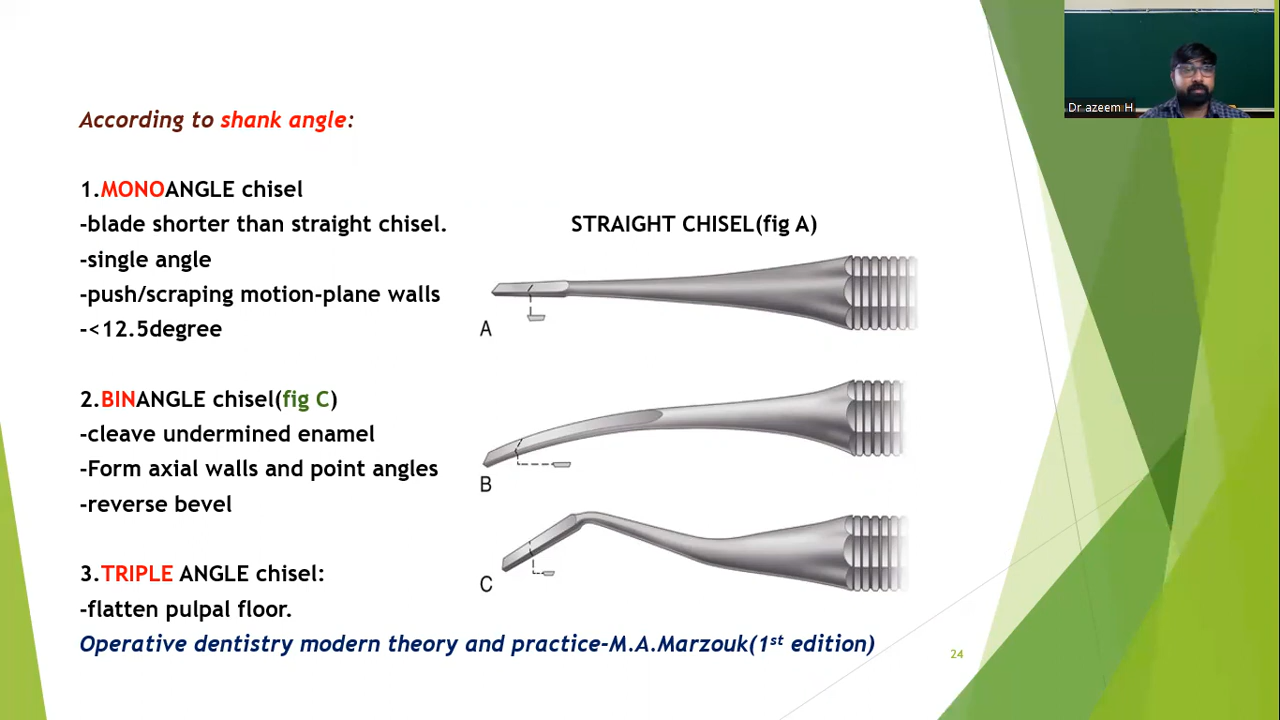 According to shank angle:
1.MONOANGLE chisel
-blade shorter than straight chisel.
-single angle
-push/scraping motion-plane walls
-<12.5degree
2.BINANGLE chisel(fig C)
-cleave undermined enamel
-Form axial walls and point angles
-reverse bevel
3.TRIPLE ANGLE chisel:
-flatten pulpal floor.
Operative dentistry modern theory and practice-M.A.Marzouk(1st edition)
STRAIGHT CHISEL(fig A)
A
B
C
24
Dr azeem H